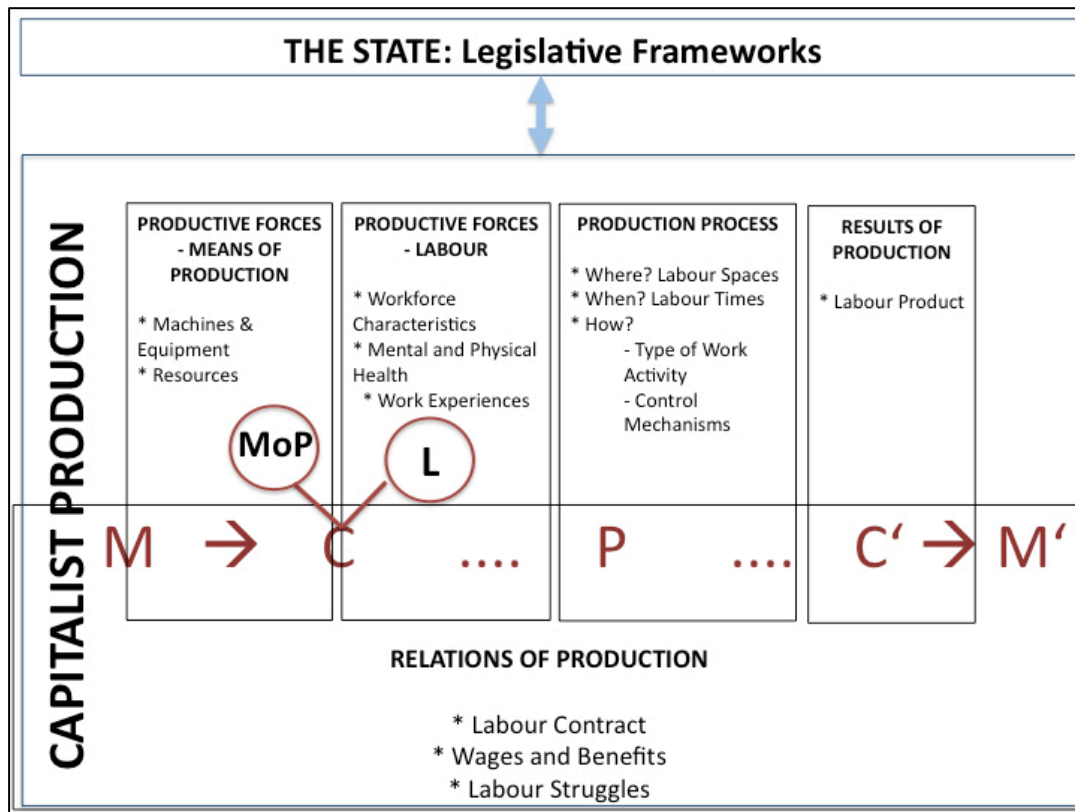 THE STATE: Legislative Frameworks
CAPITALIST PRODUCTION
PRODUCTIVE FORCES
- MEANS OF
PRODUCTION
* Machines &
Equipment
* Resources
PRODUCTIVE FORCES
- LABOUR
* Workforce
Characteristics
* Mental and Physical
Health
* Work Experiences
PRODUCTION PROCESS
* Where? Labour Spaces
* When? Labour Times
* How?
- Type of Work
Activity
- Control
Mechanisms
RESULTS OF
PRODUCTION
* Labour Product
MoP
L
M → C .... P .... C‘ → M‘
RELATIONS OF PRODUCTION
* Labour Contract
* Wages and Benefits
* Labour Struggles